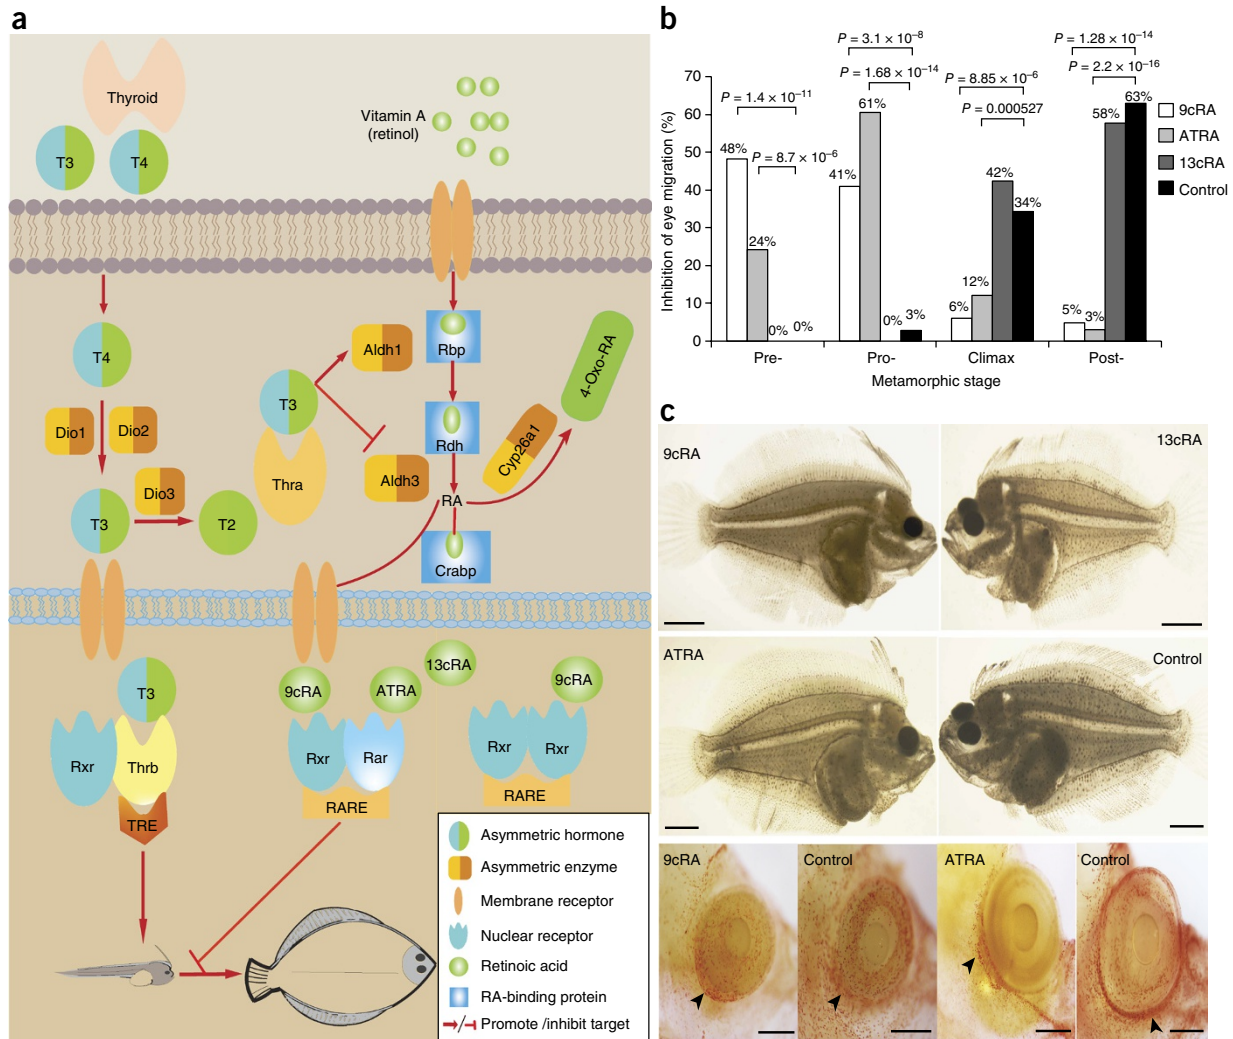 a
Thyroid
T3
T4
Vitamin A
(retinol)
T4
Dio1
Dio2
Dio3
T3
T2
T3
Thra
Aldh1
Aldh3
Rbp
Rdh
RA
Crabp
Cyp26a1
4-Oxo-RA
T3
Rxr
Thrb
TRE
9cRA
ATRA
13cRA
9cRA
Rxr
Rar
RARE
Rxr
Rxr
RARE
Asymmetric hormone
Asymmetric enzyme
Membrane receptor
Nuclear receptor
Retinoic acid
RA-binding protein
Promote /inhibit target
b
Inhibition of eye migration (%)
70
60
50
40
30
20
10
0
P = 1.4 × 10⁻¹¹
P = 8.7 × 10⁻⁶
P = 3.1 × 10⁻⁸
P = 1.68 × 10⁻¹⁴
P = 8.85 × 10⁻⁶
P = 0.000527
P = 1.28 × 10⁻¹⁴
P = 2.2 × 10⁻¹⁶
48%
24%
0%
0%
41%
61%
0%
3%
6%
12%
42%
34%
5%
3%
58%
63%
Pre-
Pro-
Climax
Post-
Metamorphic stage
9cRA
ATRA
13cRA
Control
c
9cRA
13cRA
ATRA
Control
9cRA
Control
ATRA
Control